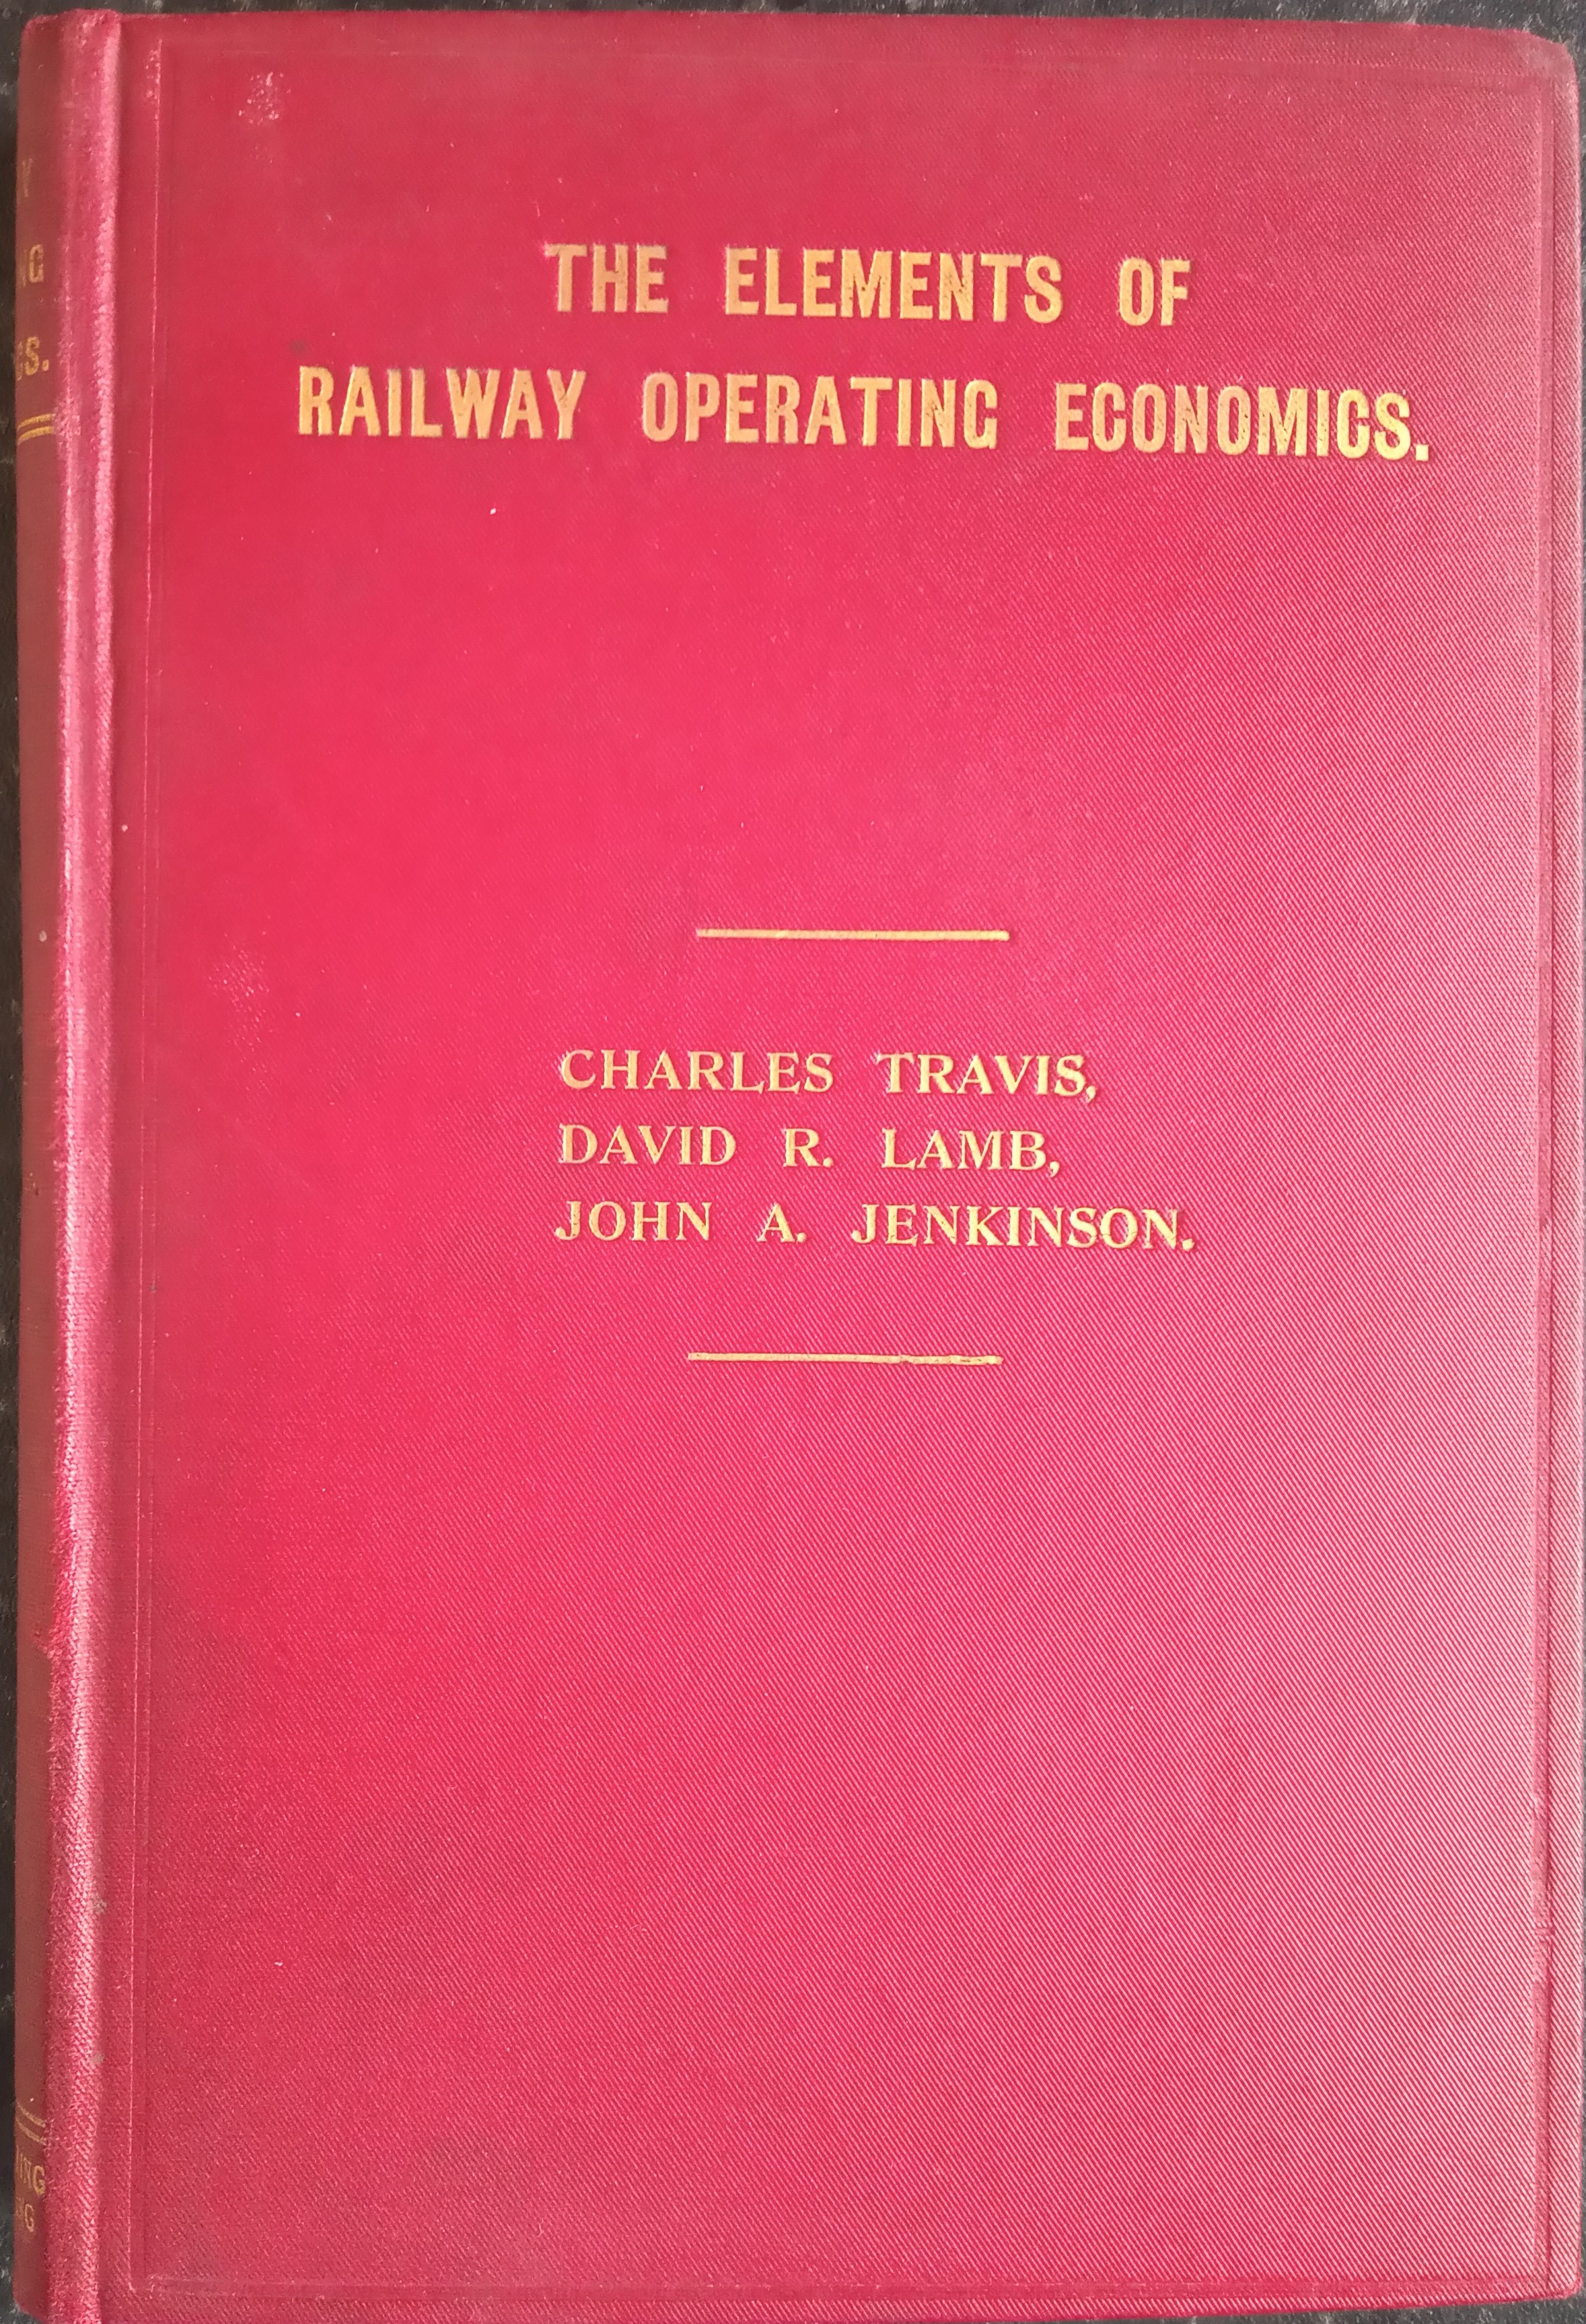 THE ELEMENTS OF
RAILWAY OPERATING ECONOMICS.
CHARLES TRAVIS,
DAVID R. LAMB,
JOHN A. JENKINSON.